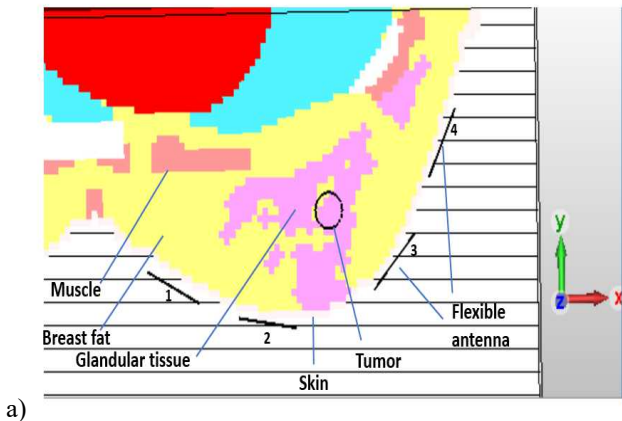 4
y
3
z
x
Muscle
1
Flexible
antenna
Breast fat
2
Glandular tissue
Tumor
Skin
a)